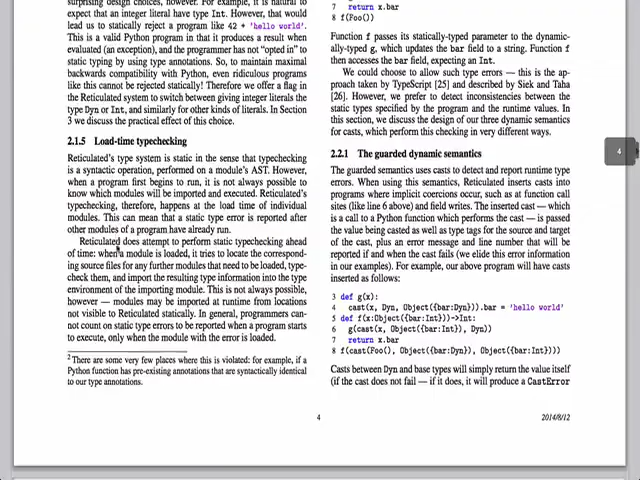 surprising design choices, however. For example, it is natural to
expect that an integer literal have type Int. However, that would
lead us to statically reject a program like 42 + 'hello world'.
This is a valid Python program in that it produces a result when
evaluated (an exception), and the programmer has not "opted in" to
static typing by using type annotations. So, to maintain maximal
backwards compatibility with Python, even ridiculous programs
like this cannot be rejected statically! Therefore we offer a flag in
the Reticulated system to switch between giving integer literals the
type Dyn or Int, and similarly for other kinds of literals. In Section
3 we discuss the practical effect of this choice.
2.1.5 Load-time typechecking
Reticulated's type system is static in the sense that typechecking
is a syntactic operation, performed on a module's AST. However,
when a program first begins to run, it is not always possible to
know which modules will be imported and executed. Reticulated's
typechecking, therefore, happens at the load time of individual
modules. This can mean that a static type error is reported after
other modules of a program have already run.
Reticulated does attempt to perform static typechecking ahead
of time: when a module is loaded, it tries to locate the correspond-
ing source files for any further modules that need to be loaded, type-
check them, and import the resulting type information into the type
environment of the importing module. This is not always possible,
however — modules may be imported at runtime from locations
not visible to Reticulated statically. In general, programmers can-
not count on static type errors to be reported when a program starts
to execute, only when the module with the error is loaded.
2 There are some very few places where this is violated: for example, if a
Python function has pre-existing annotations that are syntactically identical
to our type annotations.
7 return x.bar
8 f(Foo())
Function f passes its statically-typed parameter to the dynamic-
ally-typed g, which updates the bar field to a string. Function f
then accesses the bar field, expecting an Int.
We could choose to allow such type errors — this is the ap-
proach taken by TypeScript [25] and described by Siek and Taha
[26]. However, we prefer to detect inconsistencies between the
static types specified by the program and the runtime values. In
this section, we discuss the design of our three dynamic semantics
for casts, which perform this checking in very different ways.
2.2.1 The guarded dynamic semantics
The guarded semantics uses casts to detect and report runtime type
errors. When using this semantics, Reticulated inserts casts into
programs where implicit coercions occur, such as at function call
sites (like line 6 above) and field writes. The inserted cast — which
is a call to a Python function which performs the cast — is passed
the value being casted as well as type tags for the source and target
of the cast, plus an error message and line number that will be
reported if and when the cast fails (we elide this error information
in our examples). For example, our above program will have casts
inserted as follows:
3 def g(x):
4 cast(x, Dyn, Object({bar:Dyn})).bar = 'hello world'
5 def f(x:Object({bar:Int}))->Int:
6 g(cast(x, Object({bar:Int}), Dyn))
7 return x.bar
8 f(cast(Foo(), Object({bar:Dyn}), Object({bar:Int})))
Casts between Dyn and base types will simply return the value itself
(if the cast does not fail — if it does, it will produce a CastError
4
2014/8/12
4